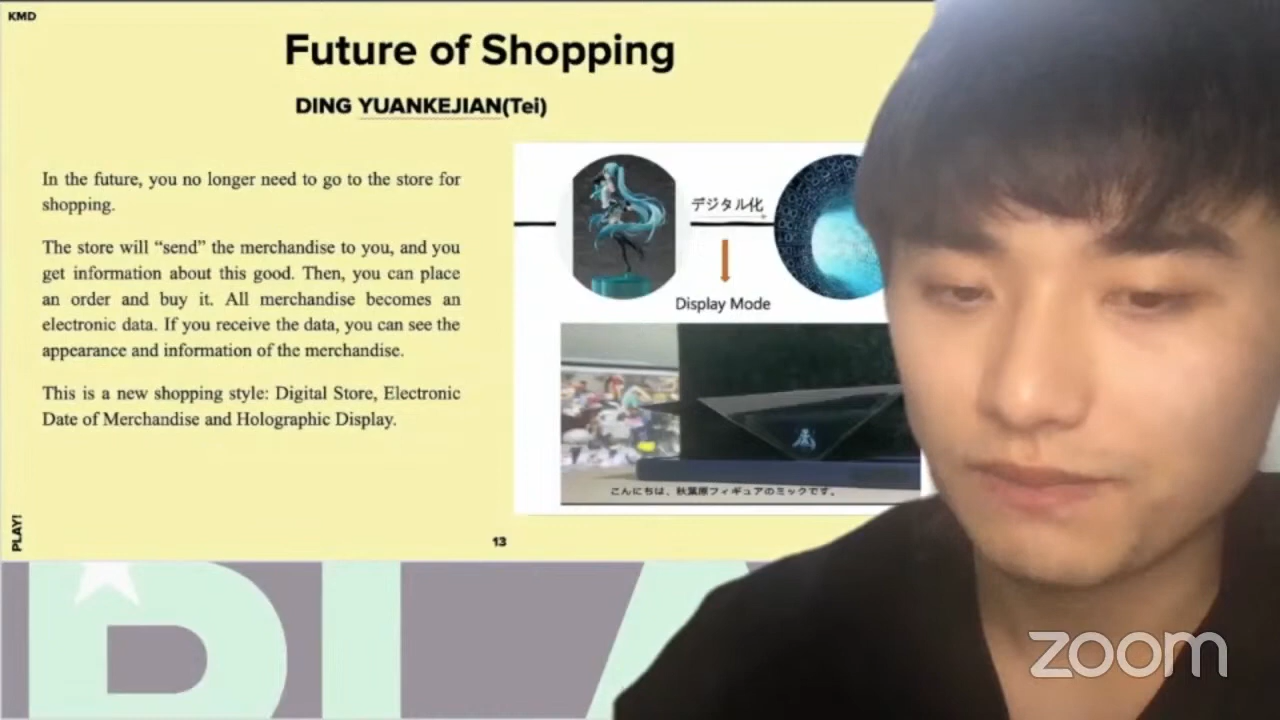 KMD
Future of Shopping
DING YUANKEJIAN(Tei)
In the future, you no longer need to go to the store for
shopping.
The store will “send” the merchandise to you, and you
get information about this good. Then, you can place
an order and buy it. All merchandise becomes an
electronic data. If you receive the data, you can see the
appearance and information of the merchandise.
This is a new shopping style: Digital Store, Electronic
Date of Merchandise and Holographic Display.
デジタル化
Display Mode
こんにちは、秋葉原フィギュアのミックです。
PLAY!
13
PLA
zoom